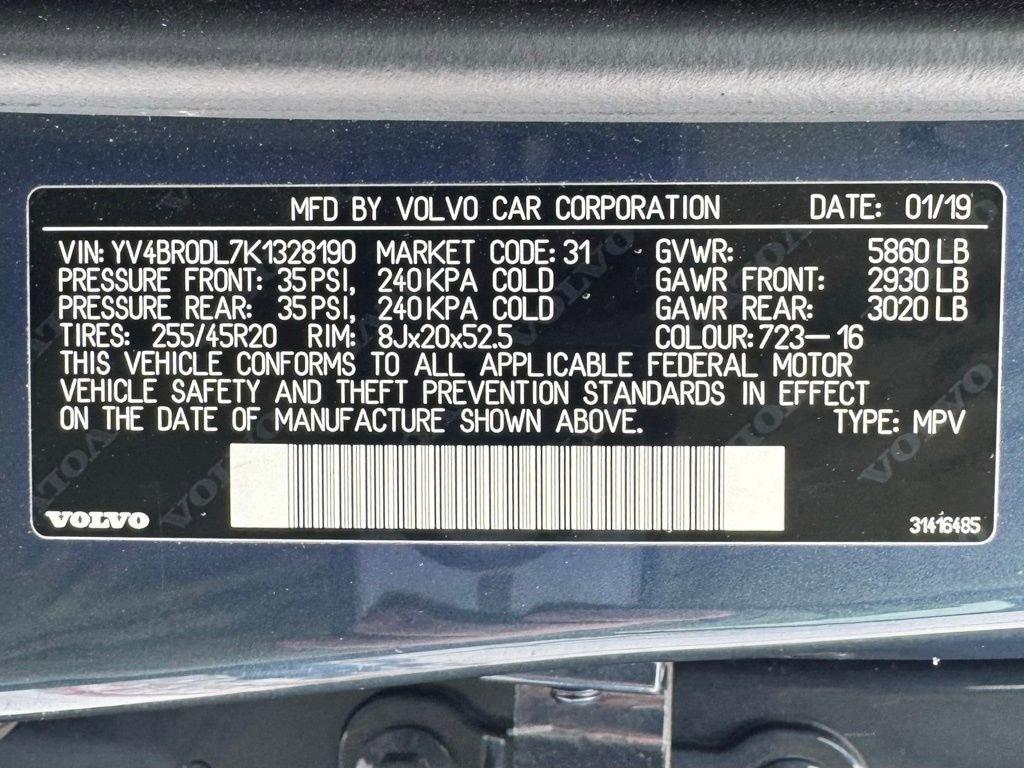 MFD BY VOLVO CAR CORPORATION DATE: 01/19
VIN: YV4BR0DL7K1328190 MARKET CODE: 31 GVWR: 5860 LB
PRESSURE FRONT: 35 PSI, 240 KPA COLD GAWR FRONT: 2930 LB
PRESSURE REAR: 35 PSI, 240 KPA COLD GAWR REAR: 3020 LB
TIRES: 255/45R20 RIM: 8Jx20x52.5 COLOUR: 723-16
THIS VEHICLE CONFORMS TO ALL APPLICABLE FEDERAL MOTOR
VEHICLE SAFETY AND THEFT PREVENTION STANDARDS IN EFFECT
ON THE DATE OF MANUFACTURE SHOWN ABOVE. TYPE: MPV
VOLVO 31416485